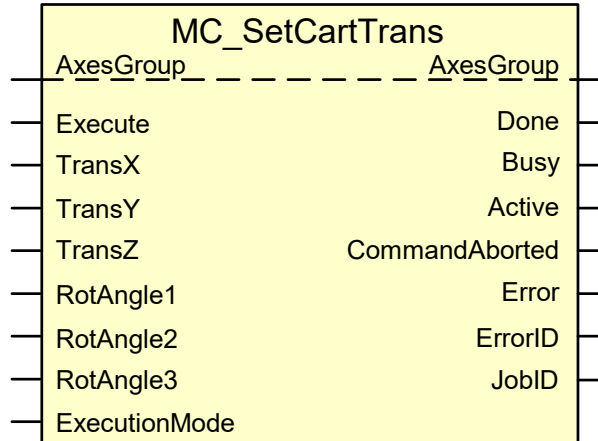 MC_SetCartTrans
AxesGroup AxesGroup
Execute Done
TransX Busy
TransY Active
TransZ CommandAborted
RotAngle1 Error
RotAngle2 ErrorID
RotAngle3 JobID
ExecutionMode